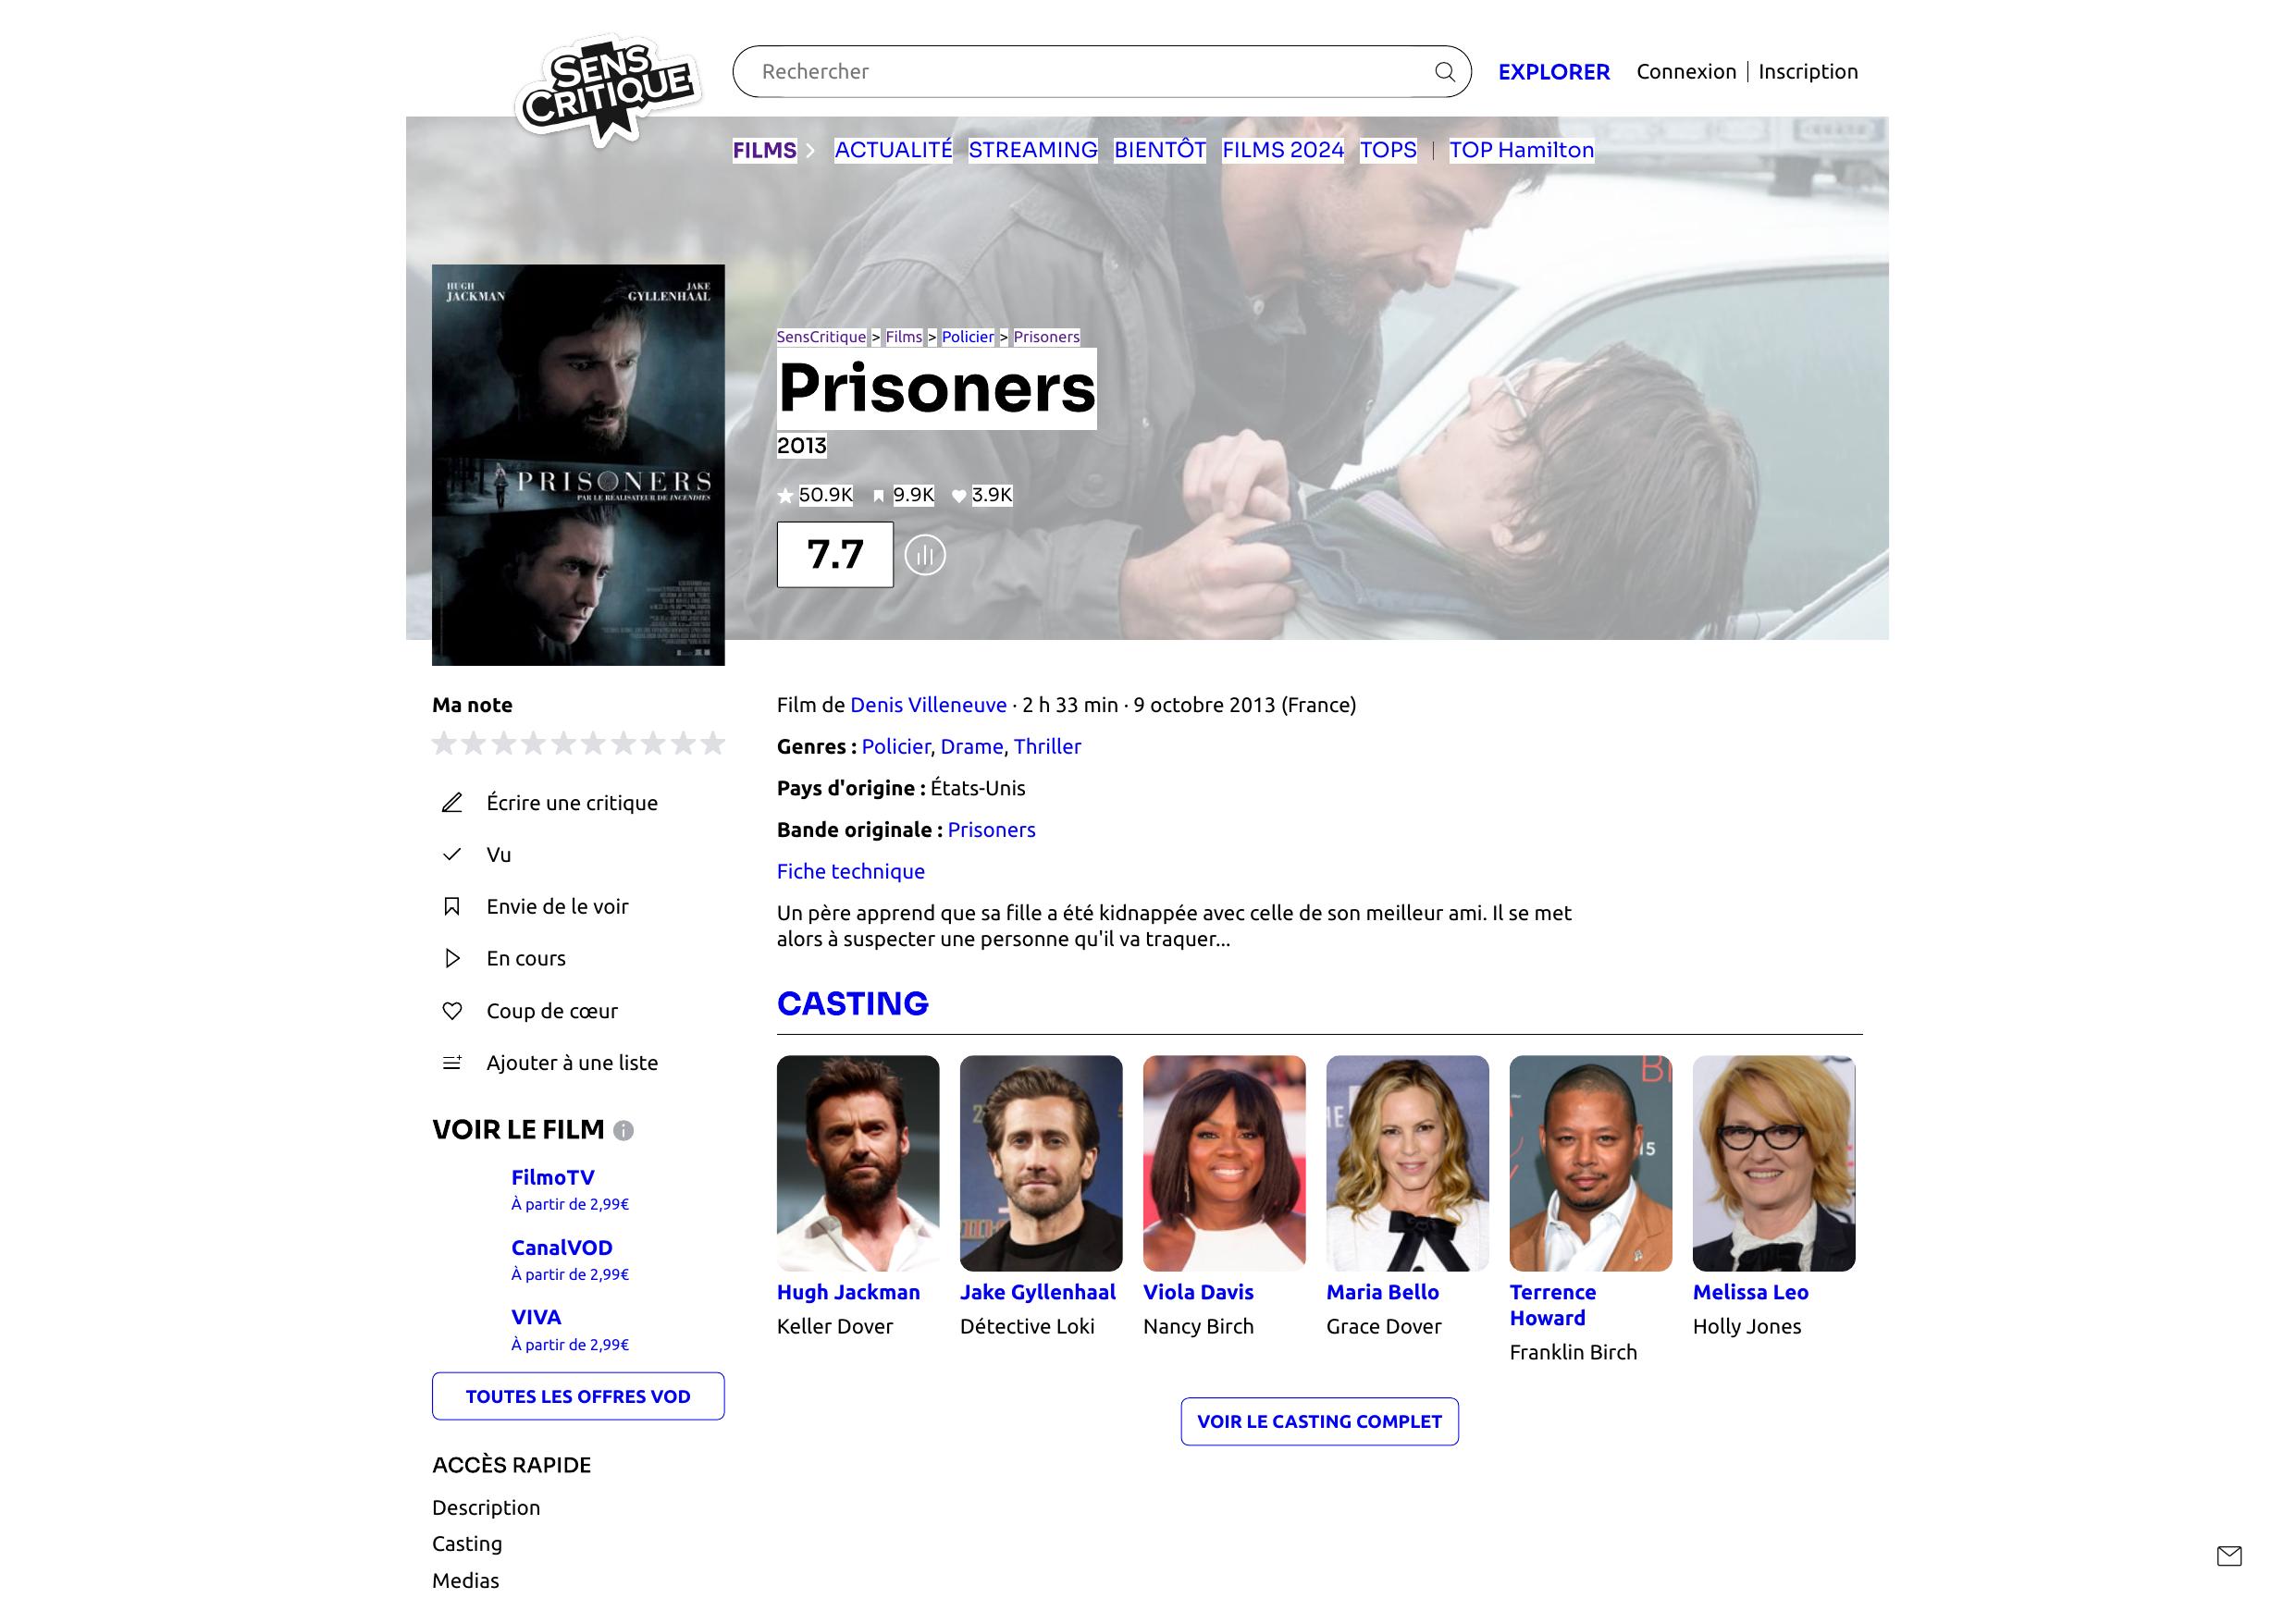 SENS
CRITIQUE
Rechercher
EXPLORER
Connexion
Inscription
FILMS
ACTUALITÉ
STREAMING
BIENTÔT
FILMS 2024
TOPS
TOP Hamilton
HUGH
JACKMAN
JAKE
GYLLENHAAL
PRISONERS
PAR LE RÉALISATEUR DE INCENDIES
SensCritique > Films > Policier > Prisoners
Prisoners
2013
50.9K 9.9K 3.9K
7.7
Ma note
Écrire une critique
Vu
Envie de le voir
En cours
Coup de cœur
Ajouter à une liste
VOIR LE FILM
FilmoTV
À partir de 2,99€
CanalVOD
À partir de 2,99€
VIVA
À partir de 2,99€
TOUTES LES OFFRES VOD
ACCÈS RAPIDE
Description
Casting
Medias
Film de Denis Villeneuve · 2 h 33 min · 9 octobre 2013 (France)
Genres : Policier, Drame, Thriller
Pays d'origine : États-Unis
Bande originale : Prisoners
Fiche technique
Un père apprend que sa fille a été kidnappée avec celle de son meilleur ami. Il se met
alors à suspecter une personne qu'il va traquer...
CASTING
Hugh Jackman
Keller Dover
Jake Gyllenhaal
Détective Loki
Viola Davis
Nancy Birch
Maria Bello
Grace Dover
Terrence
Howard
Franklin Birch
Melissa Leo
Holly Jones
VOIR LE CASTING COMPLET